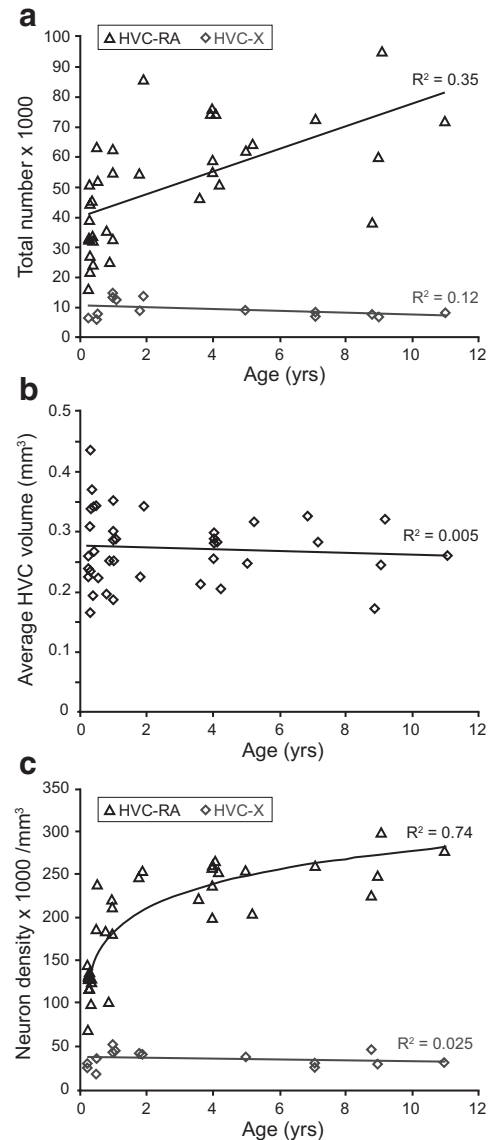 a
△ HVC-RA ◇ HVC-X
100
90
80
70
60
50
40
30
20
10
0
Total number x 1000
R² = 0.35
R² = 0.12
0 2 4 6 8 10 12
Age (yrs)
b
0.5
0.4
0.3
0.2
0.1
0
Average HVC volume (mm³)
R² = 0.005
0 2 4 6 8 10 12
Age (yrs)
c
△ HVC-RA ◇ HVC-X
350
300
250
200
150
100
50
0
Neuron density x 1000 /mm³
R² = 0.74
R² = 0.025
0 2 4 6 8 10 12
Age (yrs)